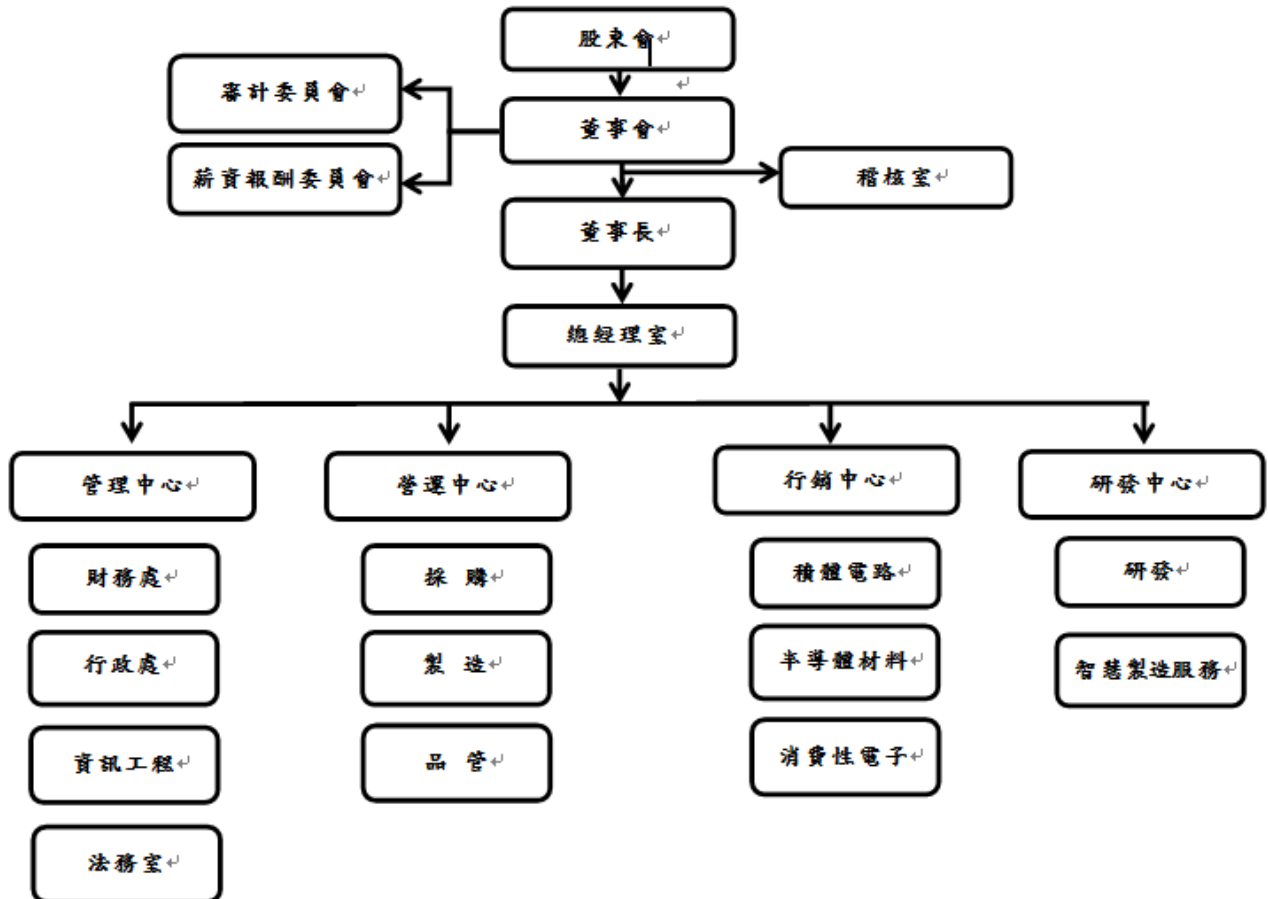 股東會
審計委員會
董事會
薪資報酬委員會
稽核室
董事長
總經理室
管理中心
營運中心
行銷中心
研發中心
財務處
採 購
積體電路
研發
行政處
製 造
半導體材料
智慧製造服務
資訊工程
品 管
消費性電子
法務室